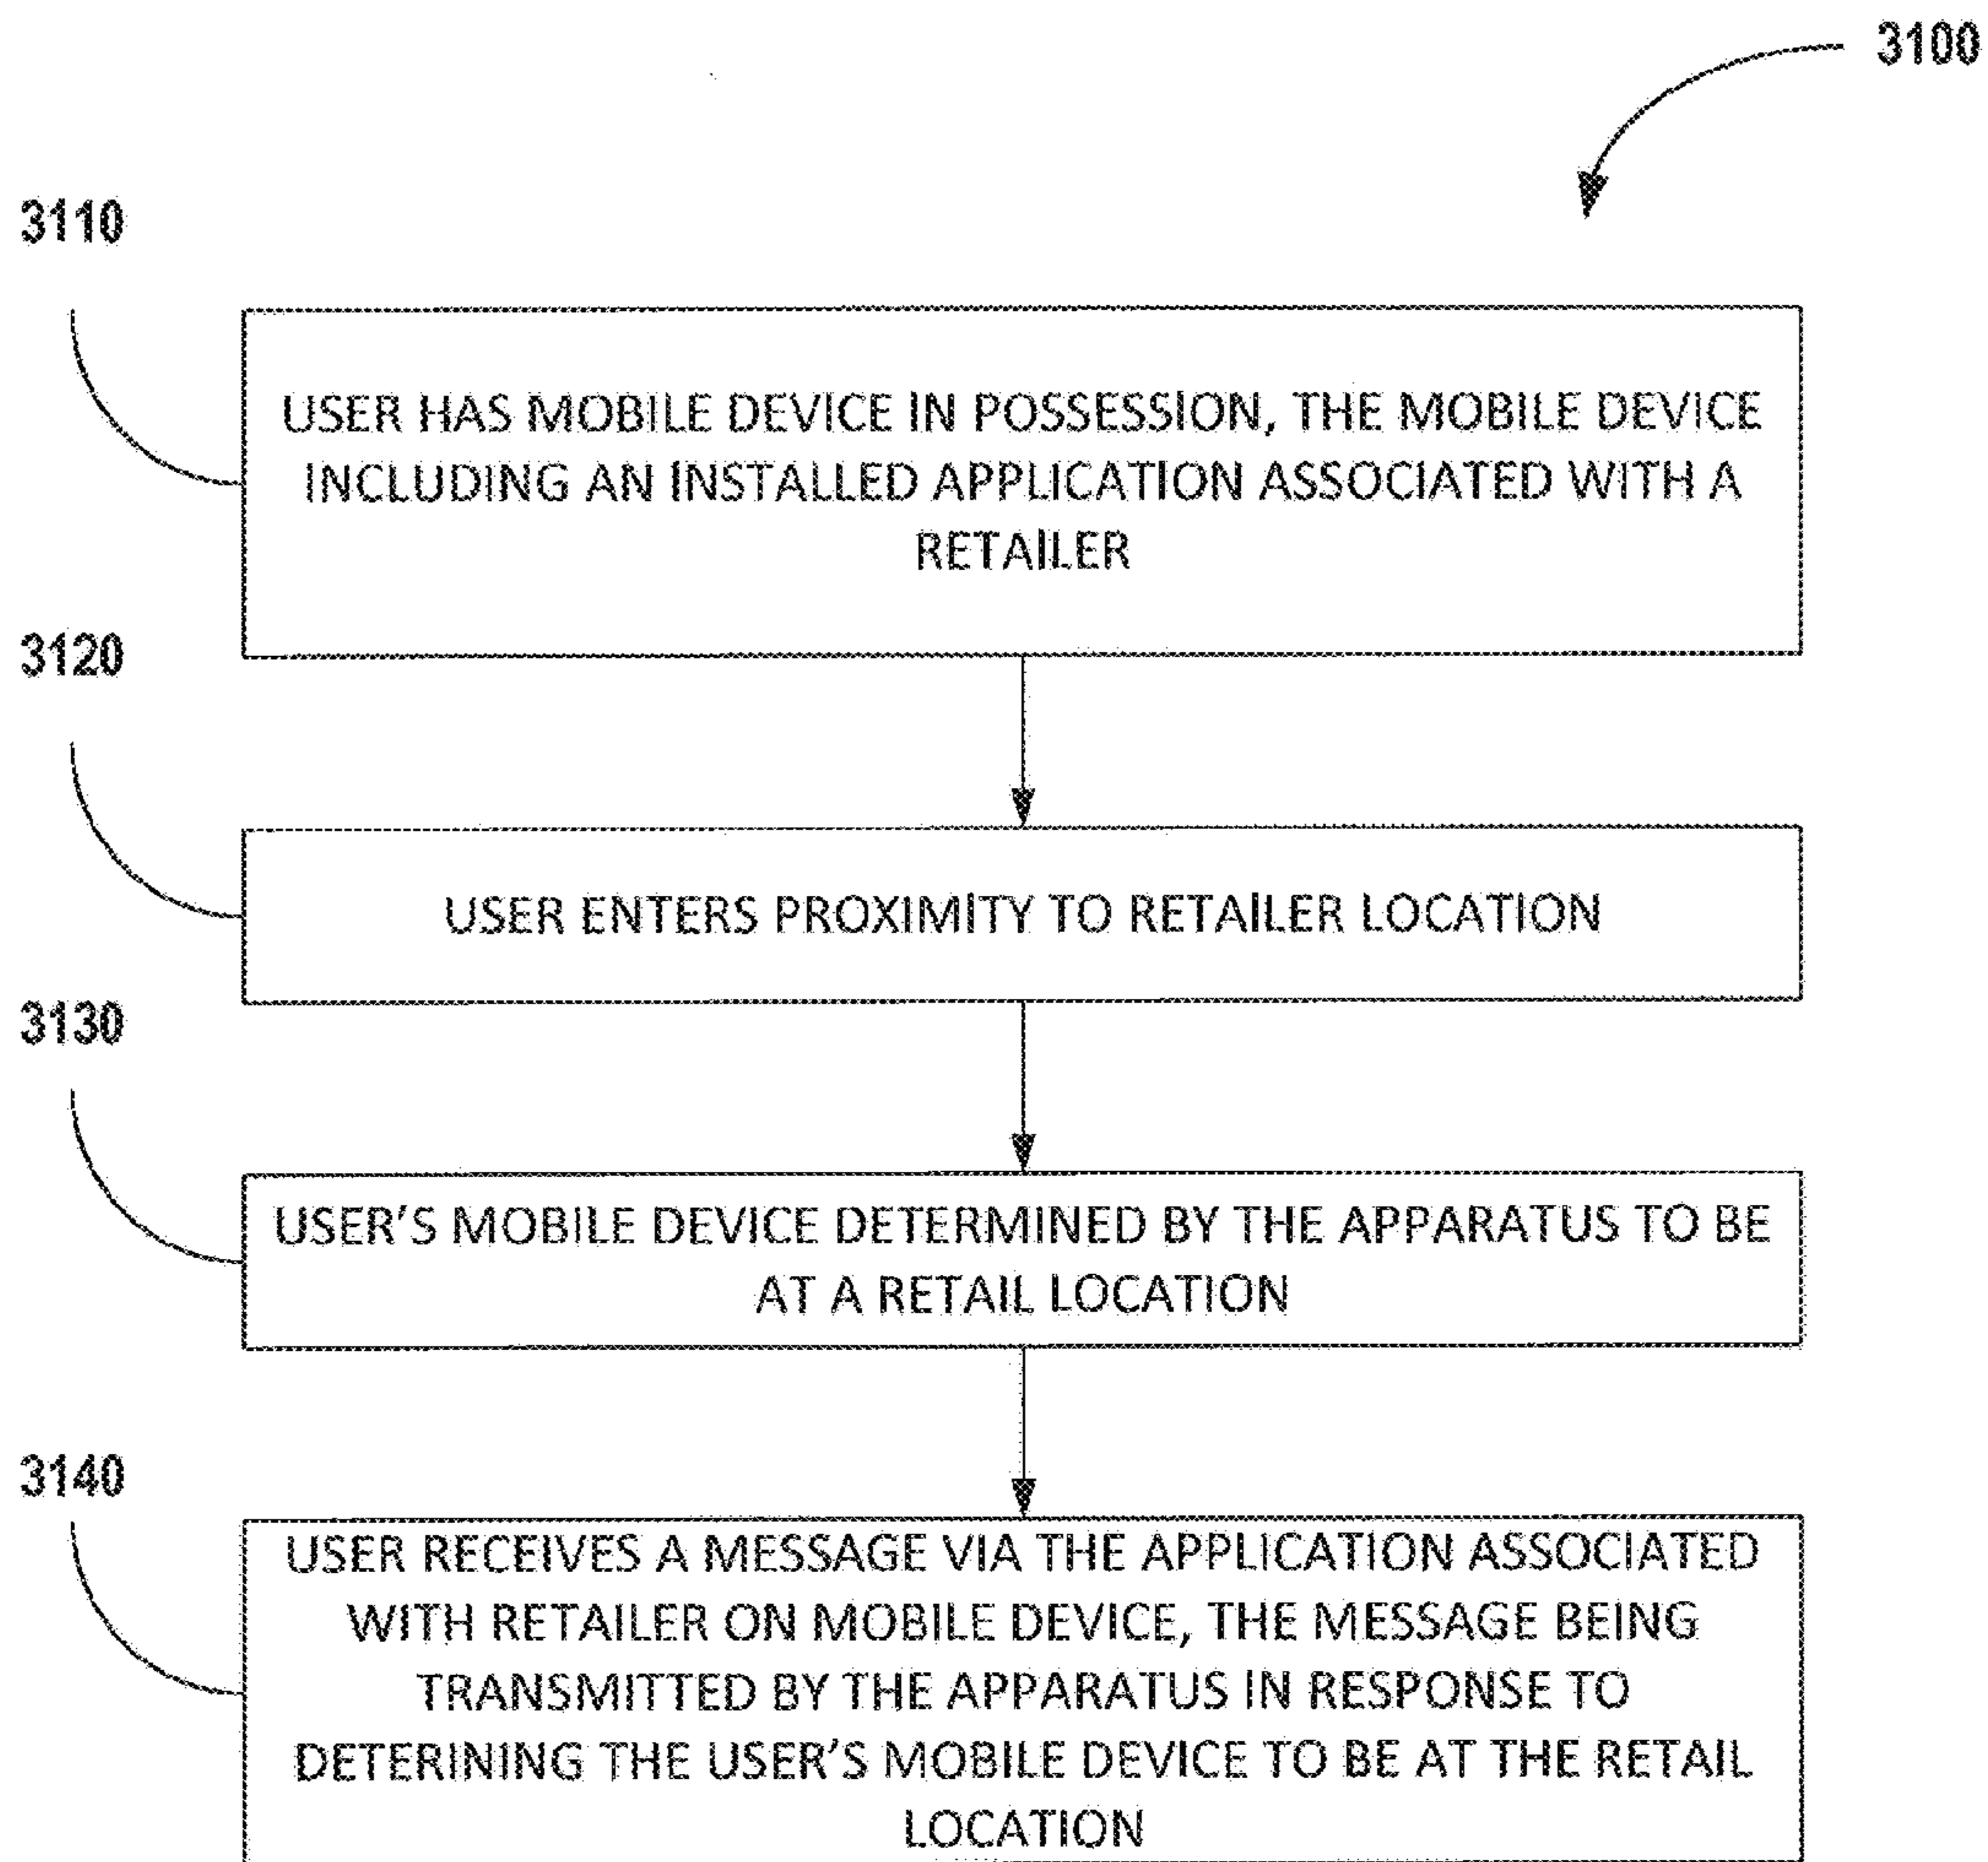 3100
3110
USER HAS MOBILE DEVICE IN POSSESSION, THE MOBILE DEVICE
INCLUDING AN INSTALLED APPLICATION ASSOCIATED WITH A
RETAILER
3120
USER ENTERS PROXIMITY TO RETAILER LOCATION
3130
USER'S MOBILE DEVICE DETERMINED BY THE APPARATUS TO BE
AT A RETAIL LOCATION
3140
USER RECEIVES A MESSAGE VIA THE APPLICATION ASSOCIATED
WITH RETAILER ON MOBILE DEVICE, THE MESSAGE BEING
TRANSMITTED BY THE APPARATUS IN RESPONSE TO
DETERINING THE USER'S MOBILE DEVICE TO BE AT THE RETAIL
LOCATION